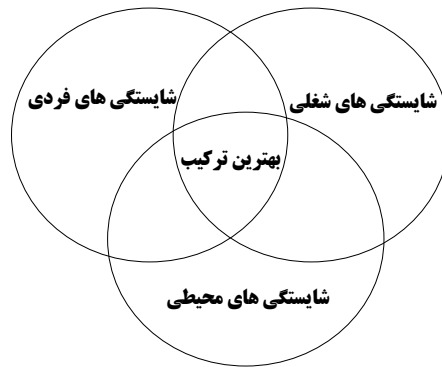 شایستگی های شغلی
شایستگی های فردی
بهترین ترکیب
شایستگی های محیطی